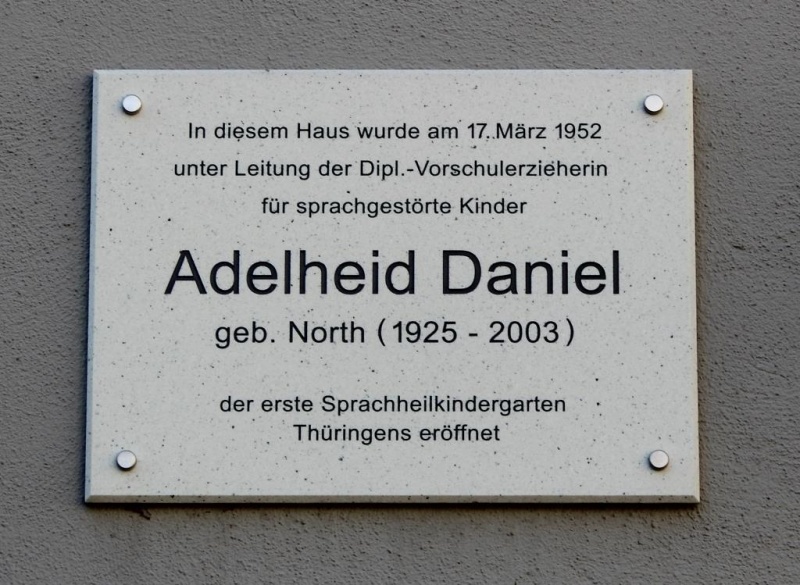 In diesem Haus wurde am 17. März 1952
unter Leitung der Dipl.-Vorschulerzieherin
für sprachgestörte Kinder
Adelheid Daniel
geb. North (1925 - 2003)
der erste Sprachheilkindergarten
Thüringens eröffnet